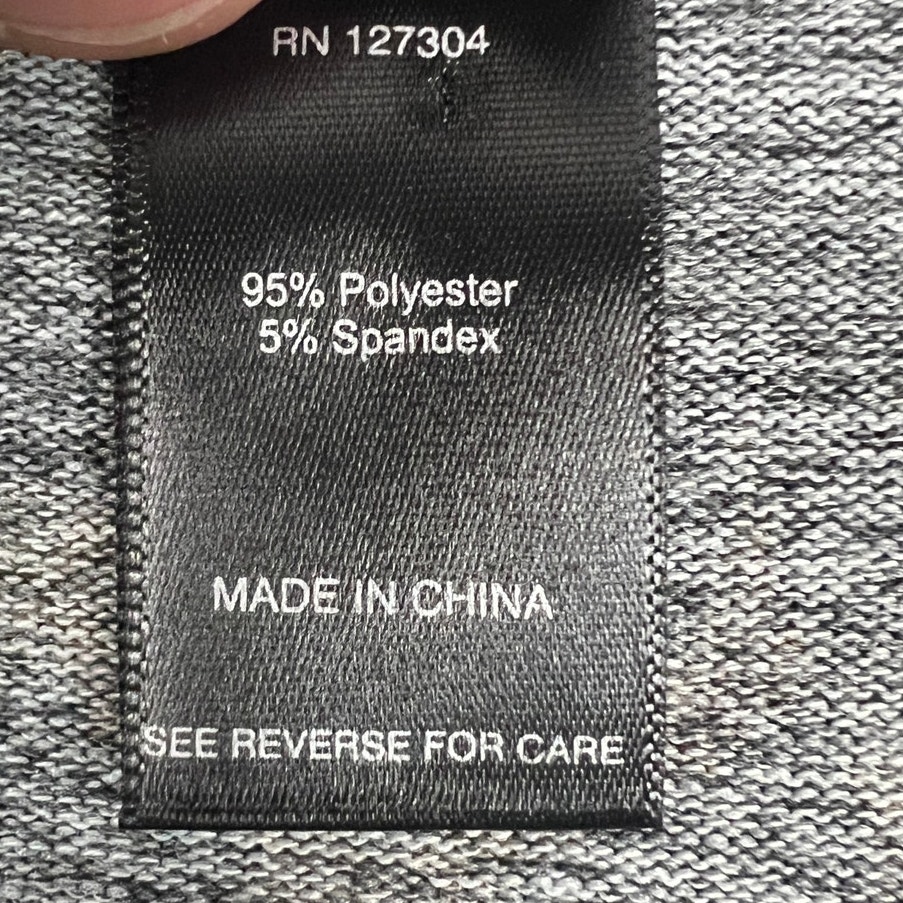 RN 127304
95% Polyester
5% Spandex
MADE IN CHINA
SEE REVERSE FOR CARE